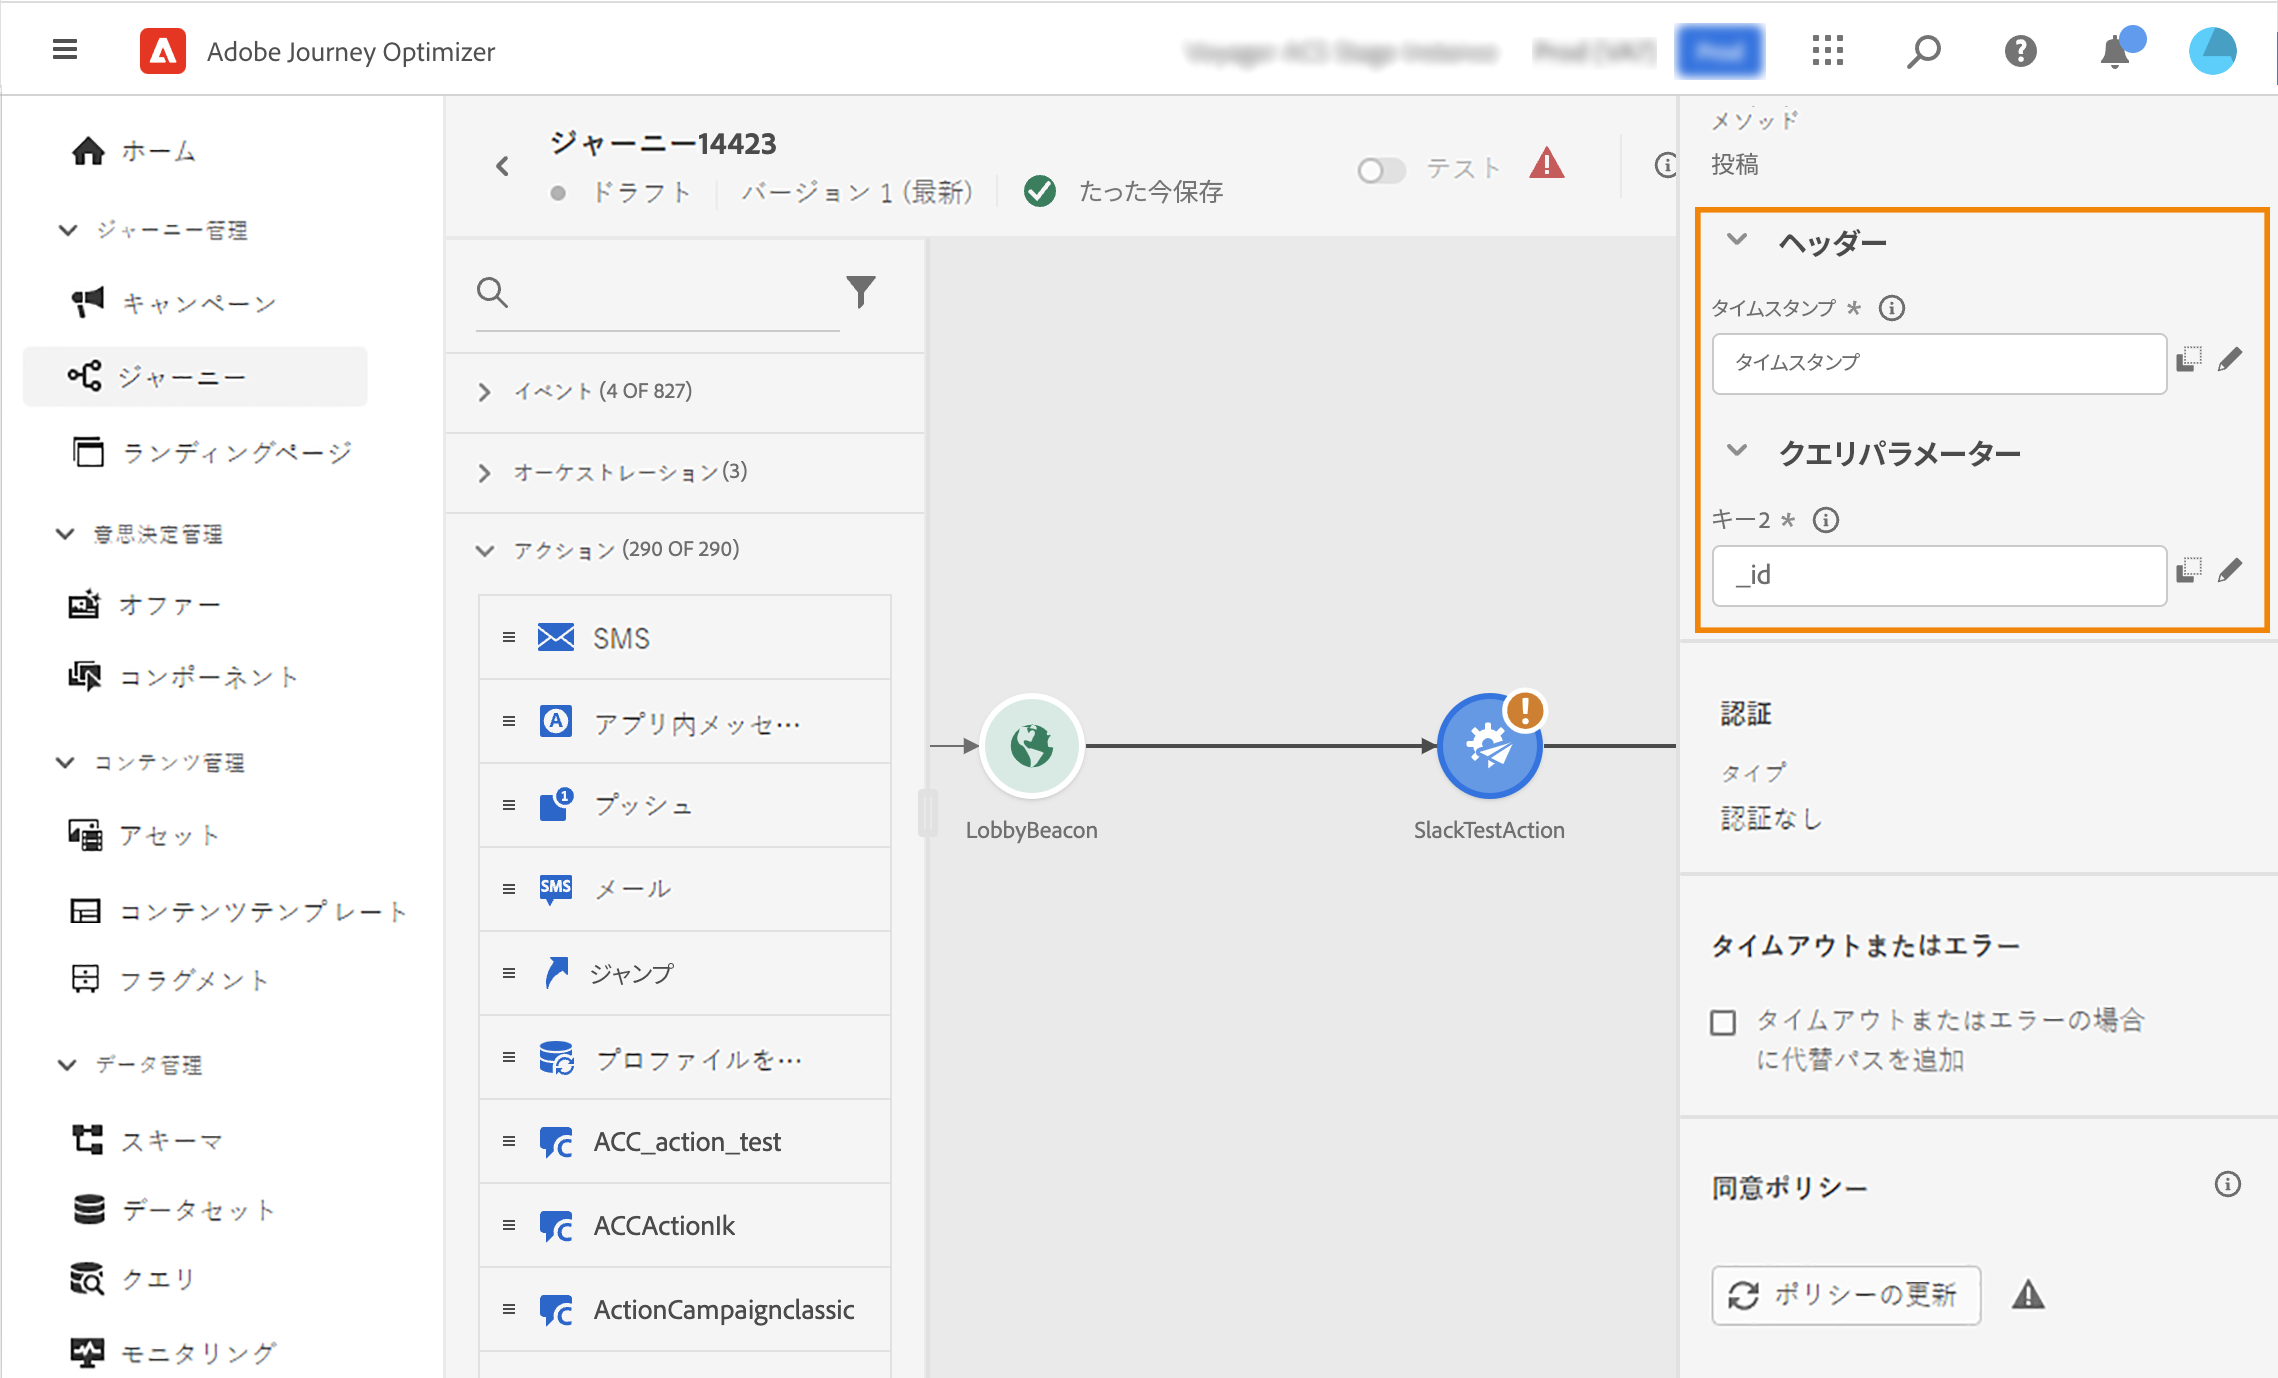 Adobe Journey Optimizer
ホーム
ジャーニー管理
キャンペーン
ジャーニー
ランディングページ
意思決定管理
オファー
コンポーネント
コンテンツ管理
アセット
コンテンツテンプレート
フラグメント
データ管理
スキーマ
データセット
クエリ
モニタリング
ジャーニー14423
ドラフト
バージョン 1 (最新)
たった今保存
テスト
イベント (4 OF 827)
オーケストレーション (3)
アクション (290 OF 290)
SMS
アプリ内メッセ…
プッシュ
SMS メール
ジャンプ
プロファイルを…
ACC_action_test
ACCActionIk
ActionCampaignclassic
LobbyBeacon
SlackTestAction
メソッド
投稿
ヘッダー
タイムスタンプ *
タイムスタンプ
クエリパラメーター
キー2 *
_id
認証
タイプ
認証なし
タイムアウトまたはエラー
タイムアウトまたはエラーの場合
に代替パスを追加
同意ポリシー
ポリシーの更新